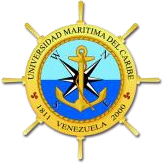 UNIVERSIDAD MARITIMA DEL CARIBE
1811 VENEZUELA 2000
N
W
E
S